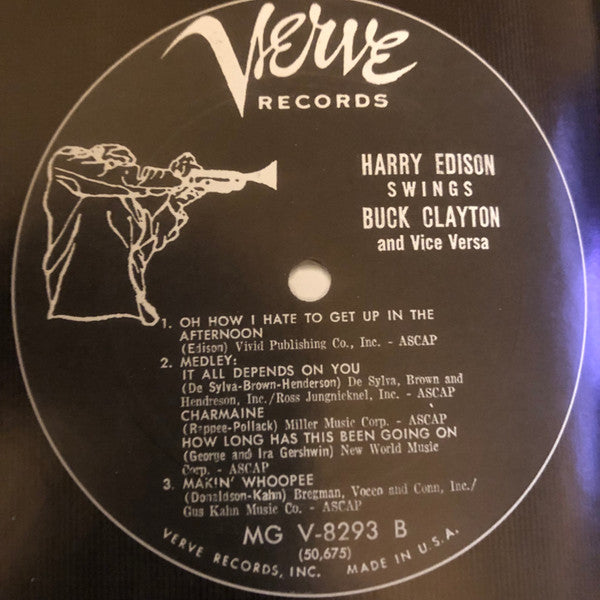 Verve
RECORDS
HARRY EDISON
SWINGS
BUCK CLAYTON
and Vice Versa
1. OH HOW I HATE TO GET UP IN THE
AFTERNOON
(Edison) Vivid Publishing Co., Inc. - ASCAP
2. MEDLEY:
IT ALL DEPENDS ON YOU
(De Sylva-Brown-Henderson) De Sylva, Brown and
Hendreson, Inc./Ross Jungnicknel, Inc. - ASCAP
CHARMAINE
(Rappee-Pollack) Miller Music Corp. - ASCAP
HOW LONG HAS THIS BEEN GOING ON
(George and Ira Gershwin) New World Music
Corp. - ASCAP
3. MAKIN' WHOOPEE
(Donaldson-Kahn) Bregman, Vocco and Conn, Inc./
Gus Kahn Music Co. - ASCAP
MG V-8293 B
(50,675)
VERVE RECORDS, INC. MADE IN U.S.A.